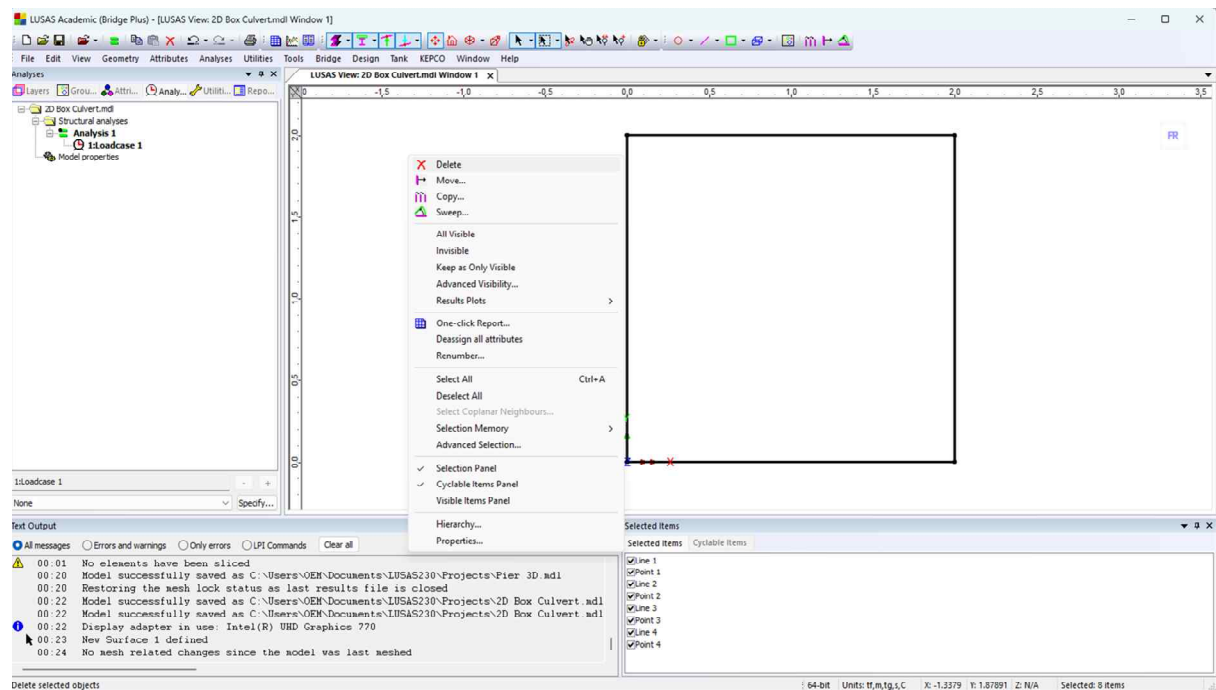 LUSAS Academic (Bridge Plus) - [LUSAS View: 2D Box Culvert.mdl Window 1]
File Edit View Geometry Attributes Analyses Utilities Tools Bridge Design Tank KEPCO Window Help
Analyses
LUSAS View: 2D Box Culvert.mdl Window 1 X
Layers Grou... Attri... Analy... Utiliti... Repo...
-1,5 -1,0 -0,5 0,0 0,5 1,0 1,5 2,0 2,5 3,0 3,5
2D Box Culvert.mdl
Structural analyses
Analysis 1
1:Loadcase 1
Model properties
2,0
1,5
1,0
0,5
0,0
FR
Delete
Move...
Copy...
Sweep...
All Visible
Invisible
Keep as Only Visible
Advanced Visibility...
Results Plots
One-click Report...
Deassign all attributes
Renumber...
Select All Ctrl+A
Deselect All
Select Coplanar Neighbours...
Selection Memory
Advanced Selection...
Selection Panel
Cyclable Items Panel
Visible Items Panel
Hierarchy...
Properties...
X
Z
1:Loadcase 1
- +
None Specify...
Text Output
All messages Errors and warnings Only errors LPI Commands Clear all
00:01 No elements have been sliced
00:20 Model successfully saved as C:\Users\OEM\Documents\LUSAS230\Projects\Pier 3D.mdl
00:20 Restoring the mesh lock status as last results file is closed
00:22 Model successfully saved as C:\Users\OEM\Documents\LUSAS230\Projects\2D Box Culvert.mdl
00:22 Model successfully saved as C:\Users\OEM\Documents\LUSAS230\Projects\2D Box Culvert.mdl
00:22 Display adapter in use: Intel(R) UHD Graphics 770
00:23 New Surface 1 defined
00:24 No mesh related changes since the model was last meshed
Selected Items
Selected Items Cyclable Items
Line 1
Point 1
Line 2
Point 2
Line 3
Point 3
Line 4
Point 4
Delete selected objects
64-bit Units: tf,m,tg,s,C X: -1.3379 Y: 1.87891 Z: N/A Selected: 8 items